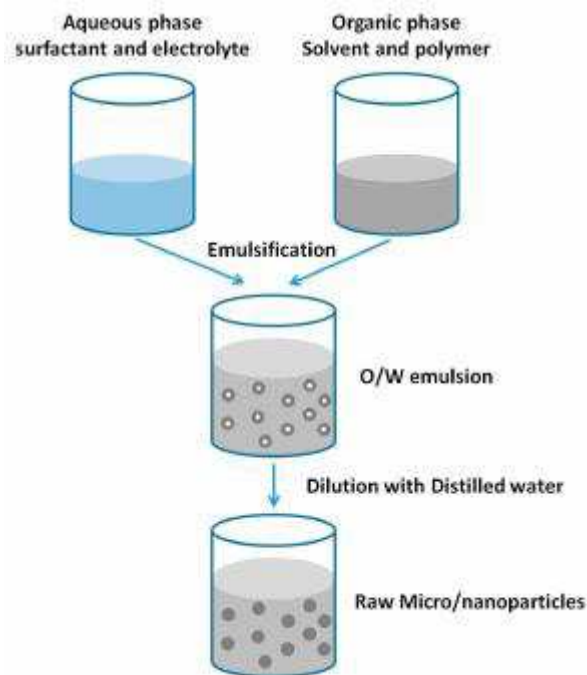 Aqueous phase
surfactant and electrolyte
Organic phase
Solvent and polymer
Emulsification
O/W emulsion
Dilution with Distilled water
Raw Micro/nanoparticles